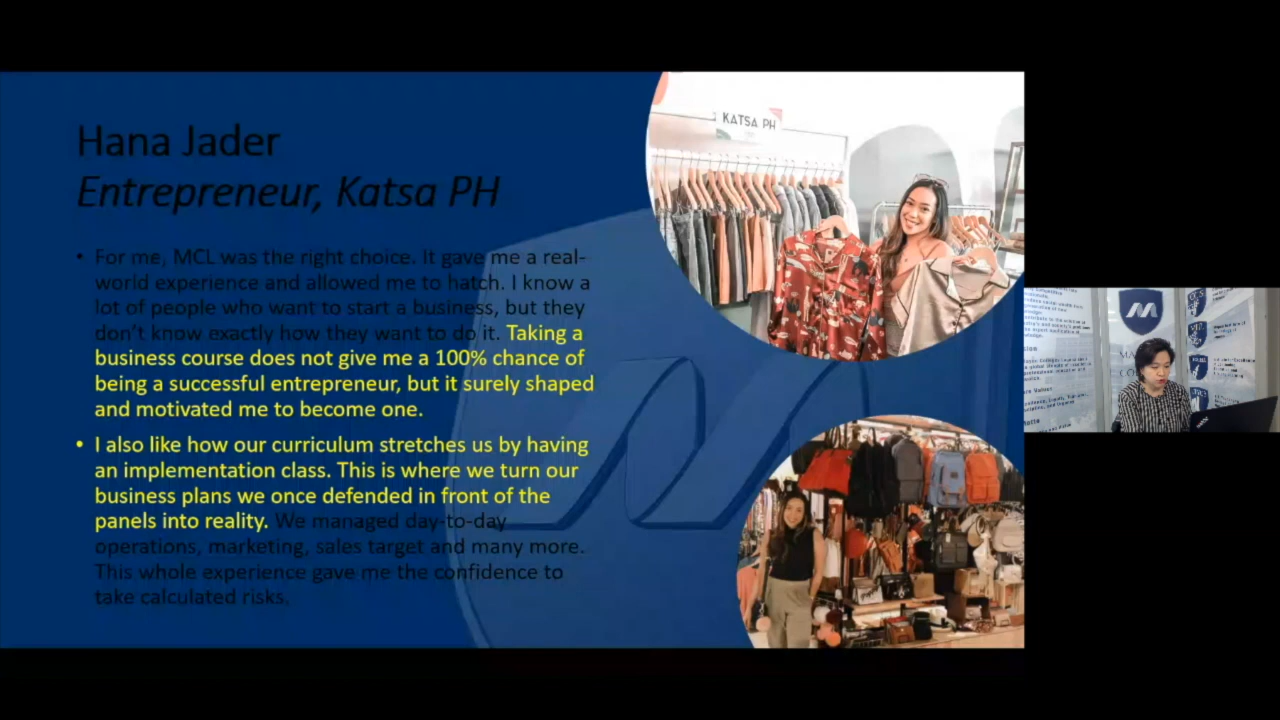 Hana Jader
Entrepreneur, Katsa PH
• For me, MCL was the right choice. It gave me a real-
world experience and allowed me to hatch. I know a
lot of people who want to start a business, but they
don't know exactly how they want to do it. Taking a
business course does not give me a 100% chance of
being a successful entrepreneur, but it surely shaped
and motivated me to become one.
• I also like how our curriculum stretches us by having
an implementation class. This is where we turn our
business plans we once defended in front of the
panels into reality. We managed day-to-day
operations, marketing, sales target and many more.
This whole experience gave me the confidence to
take calculated risks.
KATSA PH